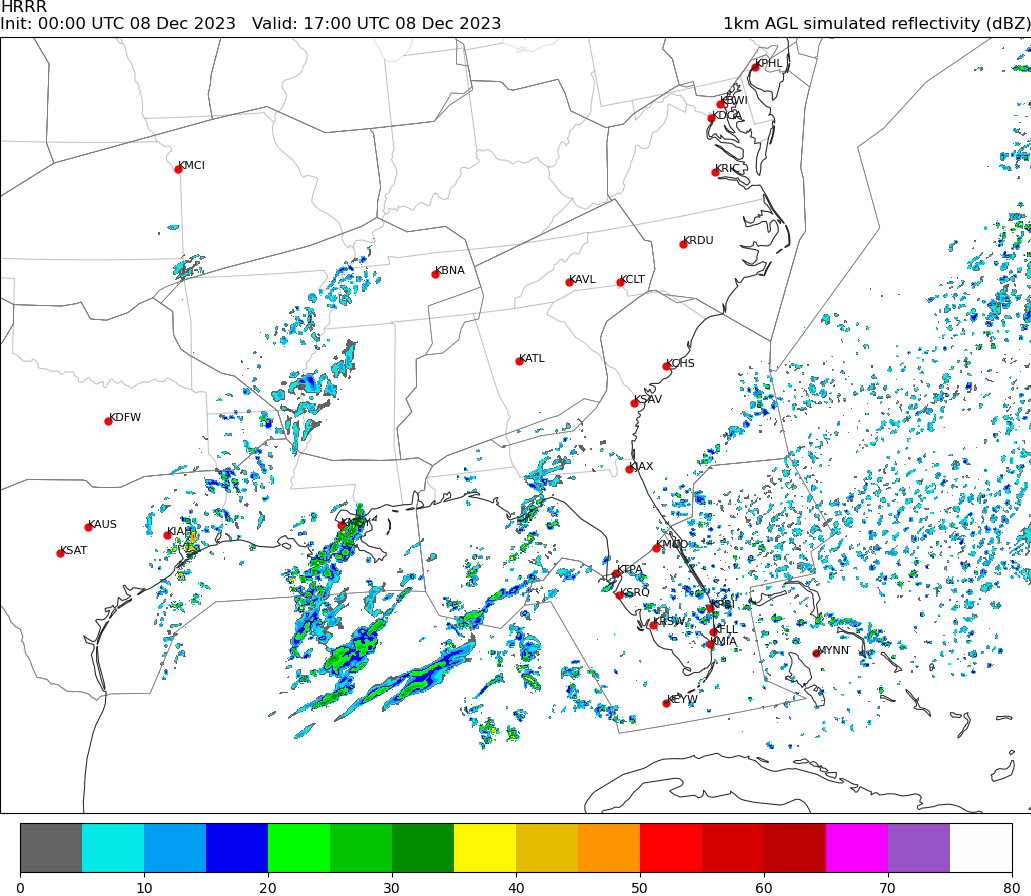 HRRR
Init: 00:00 UTC 08 Dec 2023   Valid: 17:00 UTC 08 Dec 2023   1km AGL simulated reflectivity (dBZ)
KPHL
KBWI
KDCA
KMCI
KRIC
KRDU
KBNA
KAVL
KCLT
KATL
KCHS
KSAV
KDFW
KJAX
KMSY
KAUS
KIAH
KSAT
KMCO
KTPA
KSRQ
KPBI
KRSW
KFLL
KMIA
MYNN
KEYW
0 10 20 30 40 50 60 70 80